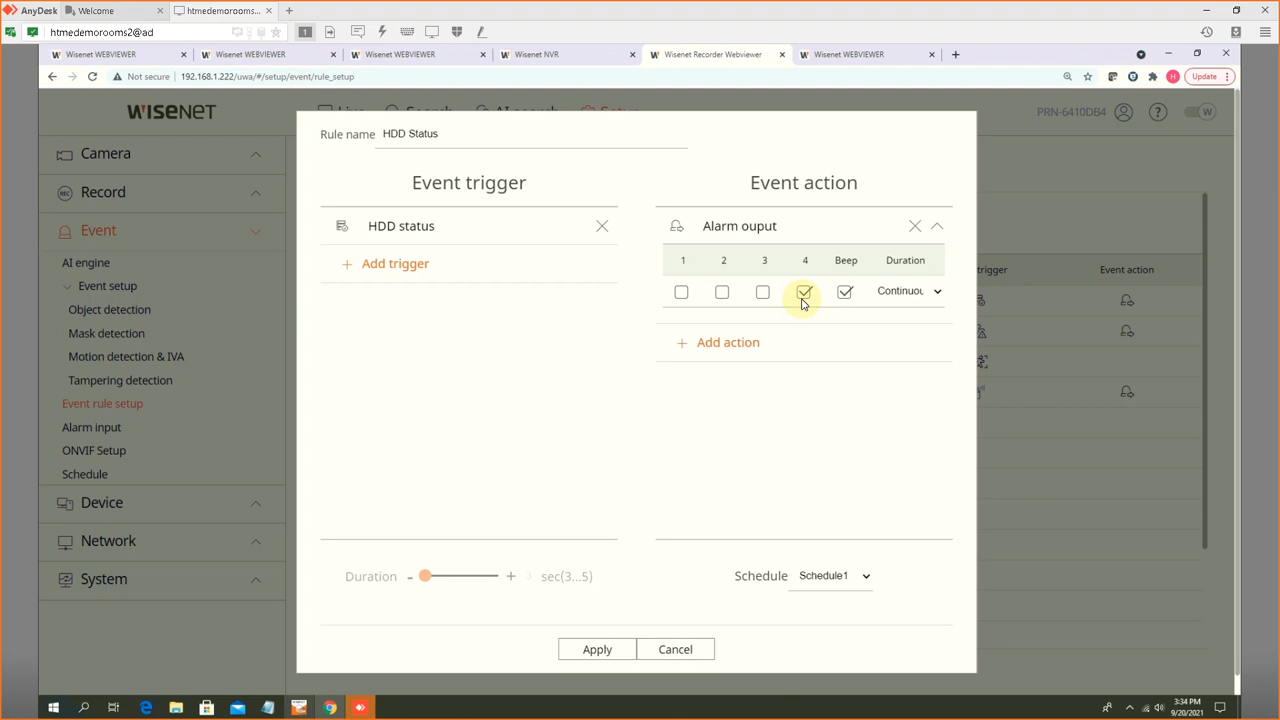 AnyDesk
Welcome
htmedemorooms...
htmedemorooms2@ad
1
Wisenet WEBVIEWER
Wisenet WEBVIEWER
Wisenet WEBVIEWER
Wisenet NVR
Wisenet Recorder Webviewer
Wisenet WEBVIEWER
Not secure
192.168.1.222/uwa/#/setup/event/rule_setup
H
Update
WISENET
PRN-6410DB4
W
Camera
Record
Event
AI engine
Event setup
Object detection
Mask detection
Motion detection & IVA
Tampering detection
Event rule setup
Alarm input
ONVIF Setup
Schedule
Device
Network
System
Rule name HDD Status
Event trigger
HDD status
Add trigger
Event action
Alarm ouput
1 2 3 4 Beep Duration
Continuou
Add action
Duration - + 3 sec(3...5)
Schedule Schedule1
Apply Cancel
trigger Event action
3:34 PM
9/20/2021